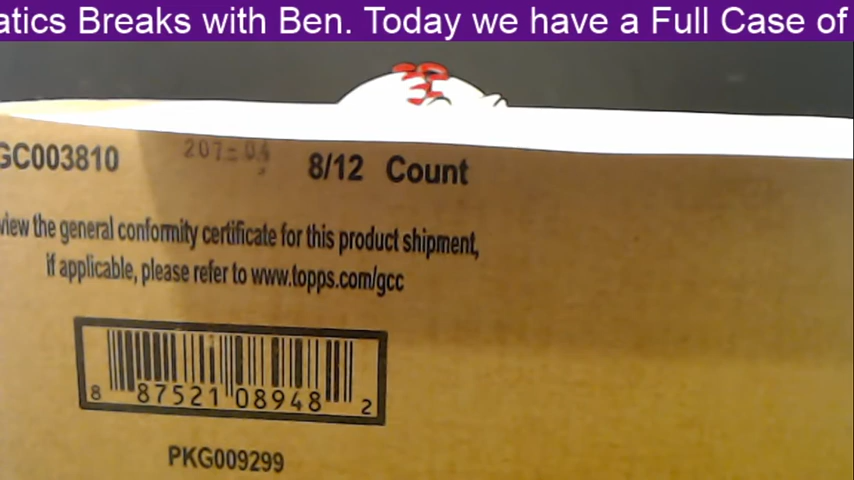 atics Breaks with Ben. Today we have a Full Case of
GC003810
8/12 Count
view the general conformity certificate for this product shipment,
if applicable, please refer to www.topps.com/gcc
8 87521 08948 2
PKG009299